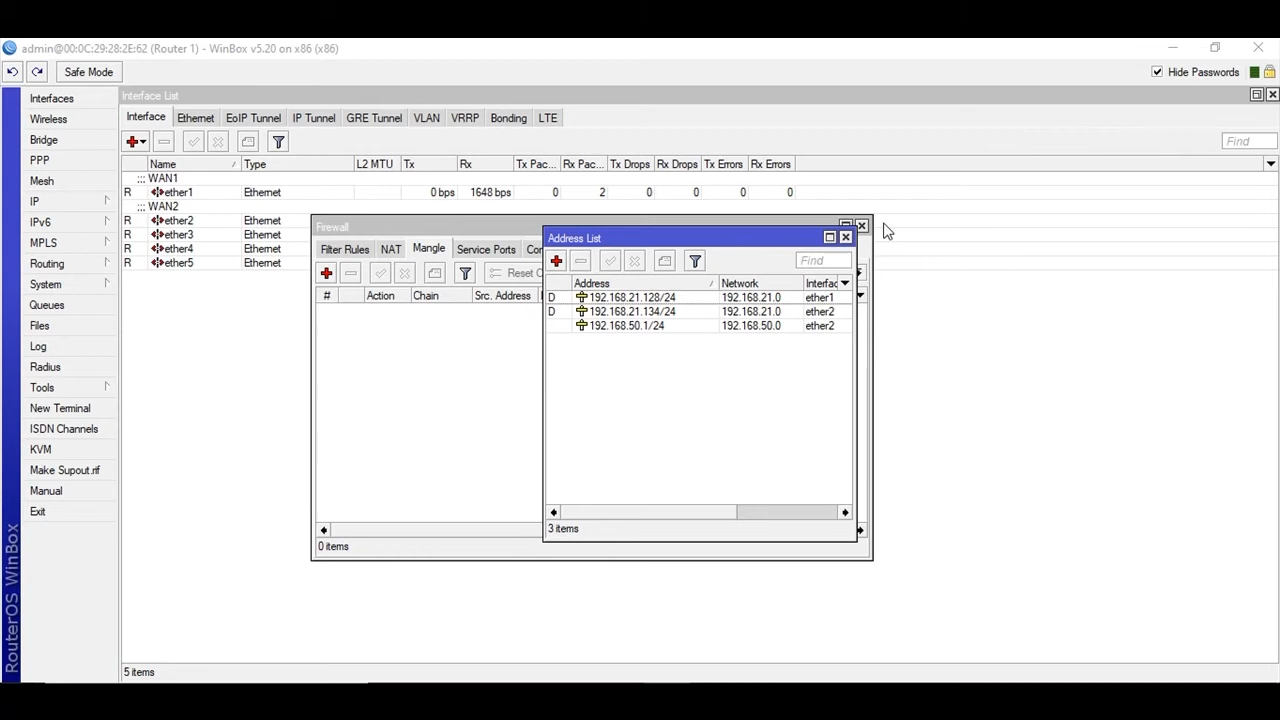 admin@00:0C:29:28:2E:62 (Router 1) - WinBox v5.20 on x86 (x86)
Safe Mode
Hide Passwords
RouterOS WinBox
Interfaces
Wireless
Bridge
PPP
Mesh
IP
IPv6
MPLS
Routing
System
Queues
Files
Log
Radius
Tools
New Terminal
ISDN Channels
KVM
Make Supout.rif
Manual
Exit
Interface List
Interface Ethernet EoIP Tunnel IP Tunnel GRE Tunnel VLAN VRRP Bonding LTE
Find
Name Type L2 MTU Tx Rx Tx Pac... Rx Pac... Tx Drops Rx Drops Tx Errors Rx Errors
::: WAN1
R ether1 Ethernet 0 bps 1648 bps 0 2 0 0 0 0
::: WAN2
R ether2 Ethernet
R ether3 Ethernet
R ether4 Ethernet
R ether5 Ethernet
5 items
Firewall
Filter Rules NAT Mangle Service Ports Co
Reset C
# Action Chain Src. Address
0 items
Address List
Find
Address Network Interfac
D 192.168.21.128/24 192.168.21.0 ether1
D 192.168.21.134/24 192.168.21.0 ether2
192.168.50.1/24 192.168.50.0 ether2
3 items